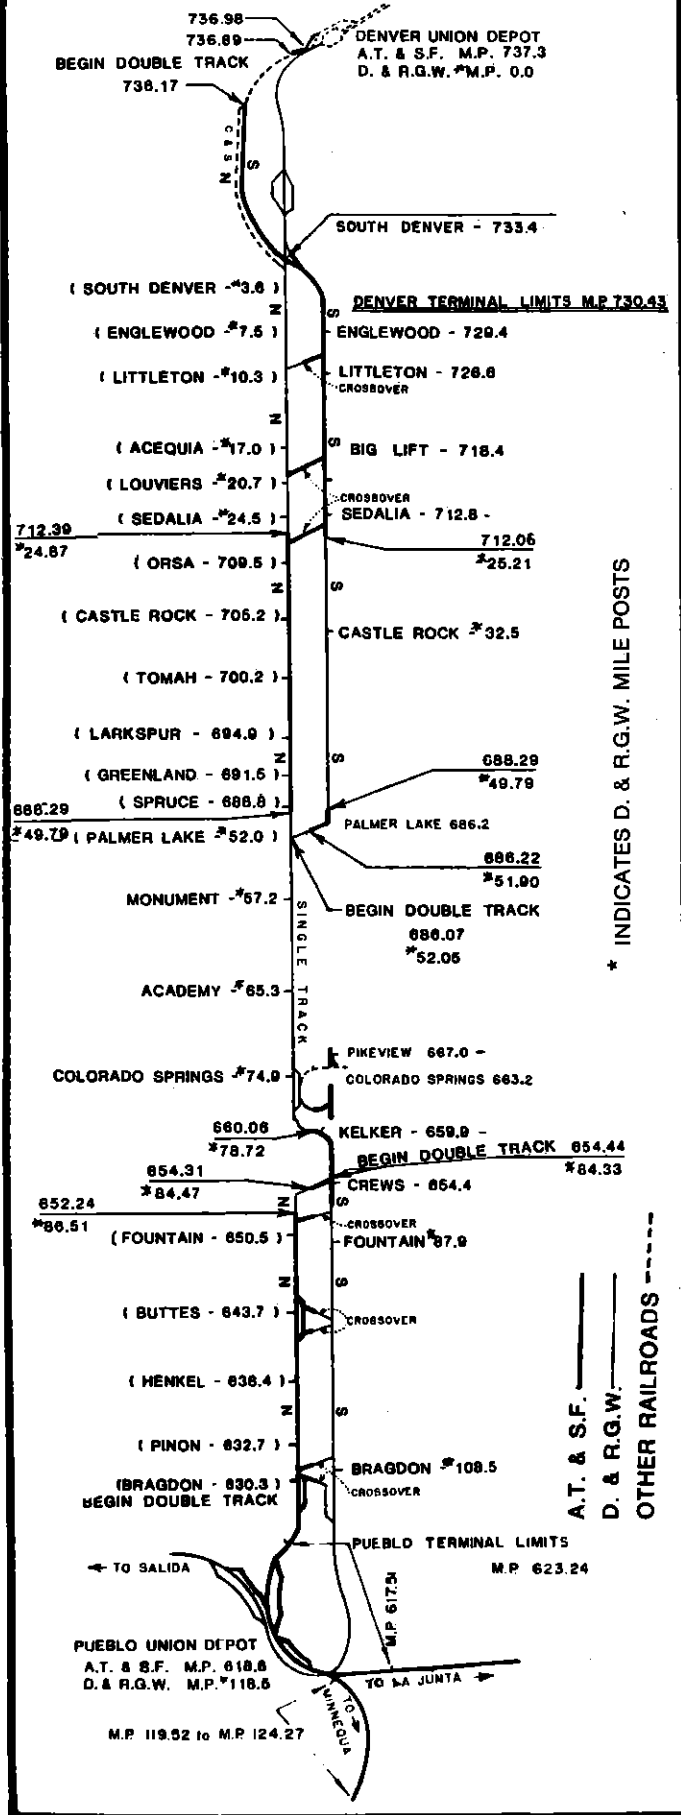 736.98
736.89
DENVER UNION DEPOT
A.T. & S.F. M.P. 737.3
D. & R.G.W. *M.P. 0.0
BEGIN DOUBLE TRACK
736.17
C & S
N
S
SOUTH DENVER - 733.4
( SOUTH DENVER -*3.6 )
DENVER TERMINAL LIMITS M.P. 730.43
N
S
( ENGLEWOOD -*7.5 )
ENGLEWOOD - 729.4
( LITTLETON -*10.3 )
LITTLETON - 726.6
CROSSOVER
N
S
( ACEQUIA -*17.0 )
BIG LIFT - 718.4
( LOUVIERS -*20.7 )
CROSSOVER
( SEDALIA -*24.5 )
SEDALIA - 712.8 -
712.39
*24.87
712.06
*25.21
( ORSA - 709.5 )
N
S
( CASTLE ROCK - 705.2 )
CASTLE ROCK -*32.5
( TOMAH - 700.2 )
( LARKSPUR - 694.9 )
N
S
688.29
*49.79
( GREENLAND - 691.5 )
( SPRUCE - 688.8 )
688.29
*49.79
PALMER LAKE 686.2
( PALMER LAKE -*52.0 )
686.22
*51.90
MONUMENT -*57.2
BEGIN DOUBLE TRACK
686.07
*52.05
SINGLE TRACK
ACADEMY -*65.3
PIKEVIEW 667.0 -
COLORADO SPRINGS -*74.9
COLORADO SPRINGS 663.2
660.06
*78.72
KELKER - 659.9 -
BEGIN DOUBLE TRACK 654.44
*84.33
654.31
*84.47
CREWS - 654.4
652.24
*86.51
N
S
CROSSOVER
( FOUNTAIN - 650.5 )
FOUNTAIN *87.9
N
S
( BUTTES - 643.7 )
CROSSOVER
( HENKEL - 636.4 )
N
S
( PINON - 632.7 )
BRAGDON -*108.5
(BRAGDON - 630.3 )
CROSSOVER
BEGIN DOUBLE TRACK
PUEBLO TERMINAL LIMITS
M.P. 623.24
TO SALIDA
M.P. 617.51
PUEBLO UNION DEPOT
A.T. & S.F. M.P. 618.8
D. & R.G.W. M.P.*118.5
TO LA JUNTA
TO MINNEQUA
M.P. 119.52 to M.P. 124.27
* INDICATES D. & R.G.W. MILE POSTS
A.T. & S.F.
D. & R.G.W.
OTHER RAILROADS